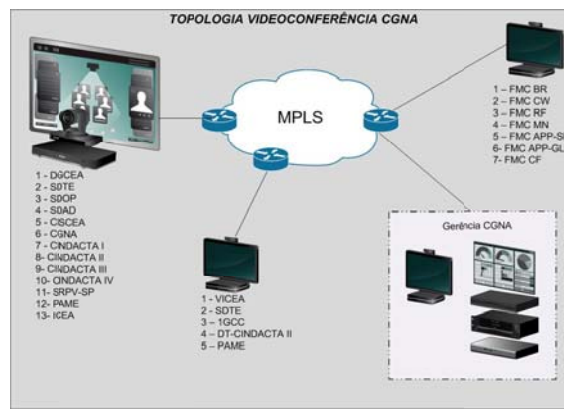 TOPOLOGIA VIDEOCONFERÊNCIA CGNA
MPLS
1 - DGCEA
2 - SDTE
3 - SDOP
4 - SDAD
5 - CISCEA
6 - CGNA
7 - CINDACTA I
8- CINDACTA II
9- CINDACTA III
10- CINDACTA IV
11- SRPV-SP
12- PAME
13- ICEA
1 - VICEA
2 - SDTE
3 - 1GCC
4 - DT-CINDACTA II
5 – PAME
1 – FMC BR
2 – FMC CW
3 – FMC RF
4 – FMC MN
5 – FMC APP-SP
6- FMC APP-GL
7- FMC CF
Gerência CGNA